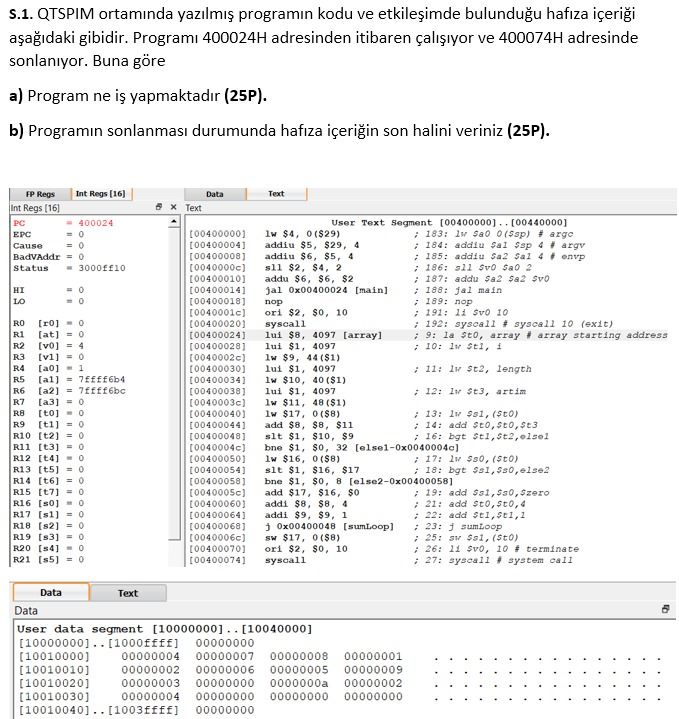 S.1. QTSPIM ortamında yazılmış programın kodu ve etkileşimde bulunduğu hafıza içeriği
aşağıdaki gibidir. Programı 400024H adresinden itibaren çalışıyor ve 400074H adresinde
sonlanıyor. Buna göre
a) Program ne iş yapmaktadır (25P).
b) Programın sonlanması durumunda hafıza içeriğin son halini veriniz (25P).
FP Regs Int Regs [16] Data Text
Int Regs [16] Text
PC = 400024
EPC = 0
Cause = 0
BadVAddr = 0
Status = 3000ff10
HI = 0
LO = 0
R0 [r0] = 0
R1 [at] = 0
R2 [v0] = 4
R3 [v1] = 0
R4 [a0] = 1
R5 [a1] = 7ffff6b4
R6 [a2] = 7ffff6bc
R7 [a3] = 0
R8 [t0] = 0
R9 [t1] = 0
R10 [t2] = 0
R11 [t3] = 0
R12 [t4] = 0
R13 [t5] = 0
R14 [t6] = 0
R15 [t7] = 0
R16 [s0] = 0
R17 [s1] = 0
R18 [s2] = 0
R19 [s3] = 0
R20 [s4] = 0
R21 [s5] = 0
User Text Segment [00400000]..[00440000]
[00400000] lw $4, 0($29) ; 183: lw $a0 0($sp) # argc
[00400004] addiu $5, $29, 4 ; 184: addiu $a1 $sp 4 # argv
[00400008] addiu $6, $5, 4 ; 185: addiu $a2 $a1 4 # envp
[0040000c] sll $2, $4, 2 ; 186: sll $v0 $a0 2
[00400010] addu $6, $6, $2 ; 187: addu $a2 $a2 $v0
[00400014] jal 0x00400024 [main] ; 188: jal main
[00400018] nop ; 189: nop
[0040001c] ori $2, $0, 10 ; 191: li $v0 10
[00400020] syscall ; 192: syscall # syscall 10 (exit)
[00400024] lui $8, 4097 [array] ; 9: la $t0, array # array starting address
[00400028] lui $1, 4097 ; 10: lw $t1, i
[0040002c] lw $9, 44($1)
[00400030] lui $1, 4097 ; 11: lw $t2, length
[00400034] lw $10, 40($1)
[00400038] lui $1, 4097 ; 12: lw $t3, artim
[0040003c] lw $11, 48($1)
[00400040] lw $17, 0($8) ; 13: lw $s1,($t0)
[00400044] add $8, $8, $11 ; 14: add $t0,$t0,$t3
[00400048] slt $1, $10, $9 ; 16: bgt $t1,$t2,else1
[0040004c] bne $1, $0, 32 [else1-0x0040004c]
[00400050] lw $16, 0($8) ; 17: lw $s0,($t0)
[00400054] slt $1, $16, $17 ; 18: bgt $s1,$s0,else2
[00400058] bne $1, $0, 8 [else2-0x00400058]
[0040005c] add $17, $16, $0 ; 19: add $s1,$s0,$zero
[00400060] addi $8, $8, 4 ; 21: add $t0,$t0,4
[00400064] addi $9, $9, 1 ; 22: add $t1,$t1,1
[00400068] j 0x00400048 [sumLoop] ; 23: j sumLoop
[0040006c] sw $17, 0($8) ; 25: sw $s1,($t0)
[00400070] ori $2, $0, 10 ; 26: li $v0, 10 # terminate
[00400074] syscall ; 27: syscall # system call
Data Text
Data
User data segment [10000000]..[10040000]
[10000000]..[1000ffff] 00000000
[10010000] 00000004 00000007 00000008 00000001 . . . . . . . . . . . . . . . .
[10010010] 00000002 00000006 00000005 00000009 . . . . . . . . . . . . . . . .
[10010020] 00000003 00000000 0000000a 00000002 . . . . . . . . . . . . . . . .
[10010030] 00000004 00000000 00000000 00000000 . . . . . . . . . . . . . . . .
[10010040]..[1003ffff] 00000000